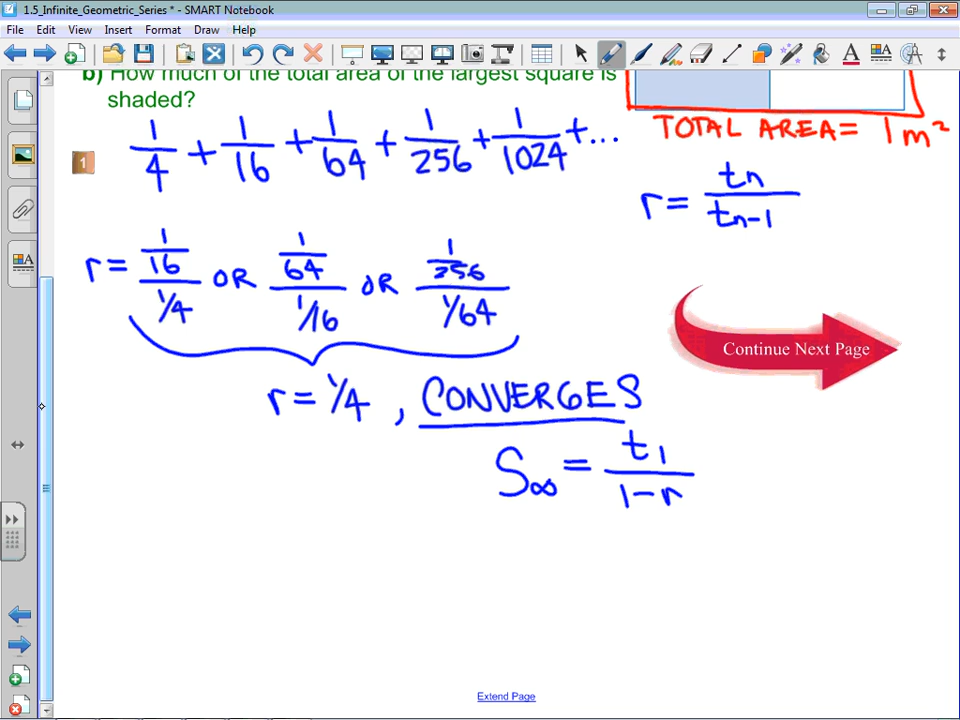 1.5_Infinite_Geometric_Series * - SMART Notebook
File Edit View Insert Format Draw Help
b) How much of the total area of the largest square is
shaded?
1/4 + 1/16 + 1/64 + 1/256 + 1/1024 + ...
TOTAL AREA = 1 m²
1
r = tn/tn-1
r = 1/16 / 1/4 OR 1/64 / 1/16 OR 1/256 / 1/64
Continue Next Page
r = 1/4 , CONVERGES
S∞ = t1/1-r
Extend Page